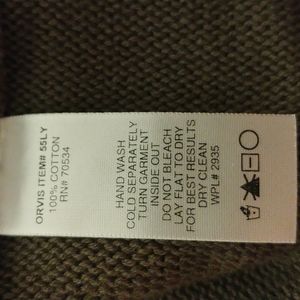 ORVIS ITEM# 55LY
100% COTTON
RN# 70534
HAND WASH
COLD SEPARATELY
TURN GARMENT
INSIDE OUT
DO NOT BLEACH
LAY FLAT TO DRY
FOR BEST RESULTS
DRY CLEAN
WPL# 2935